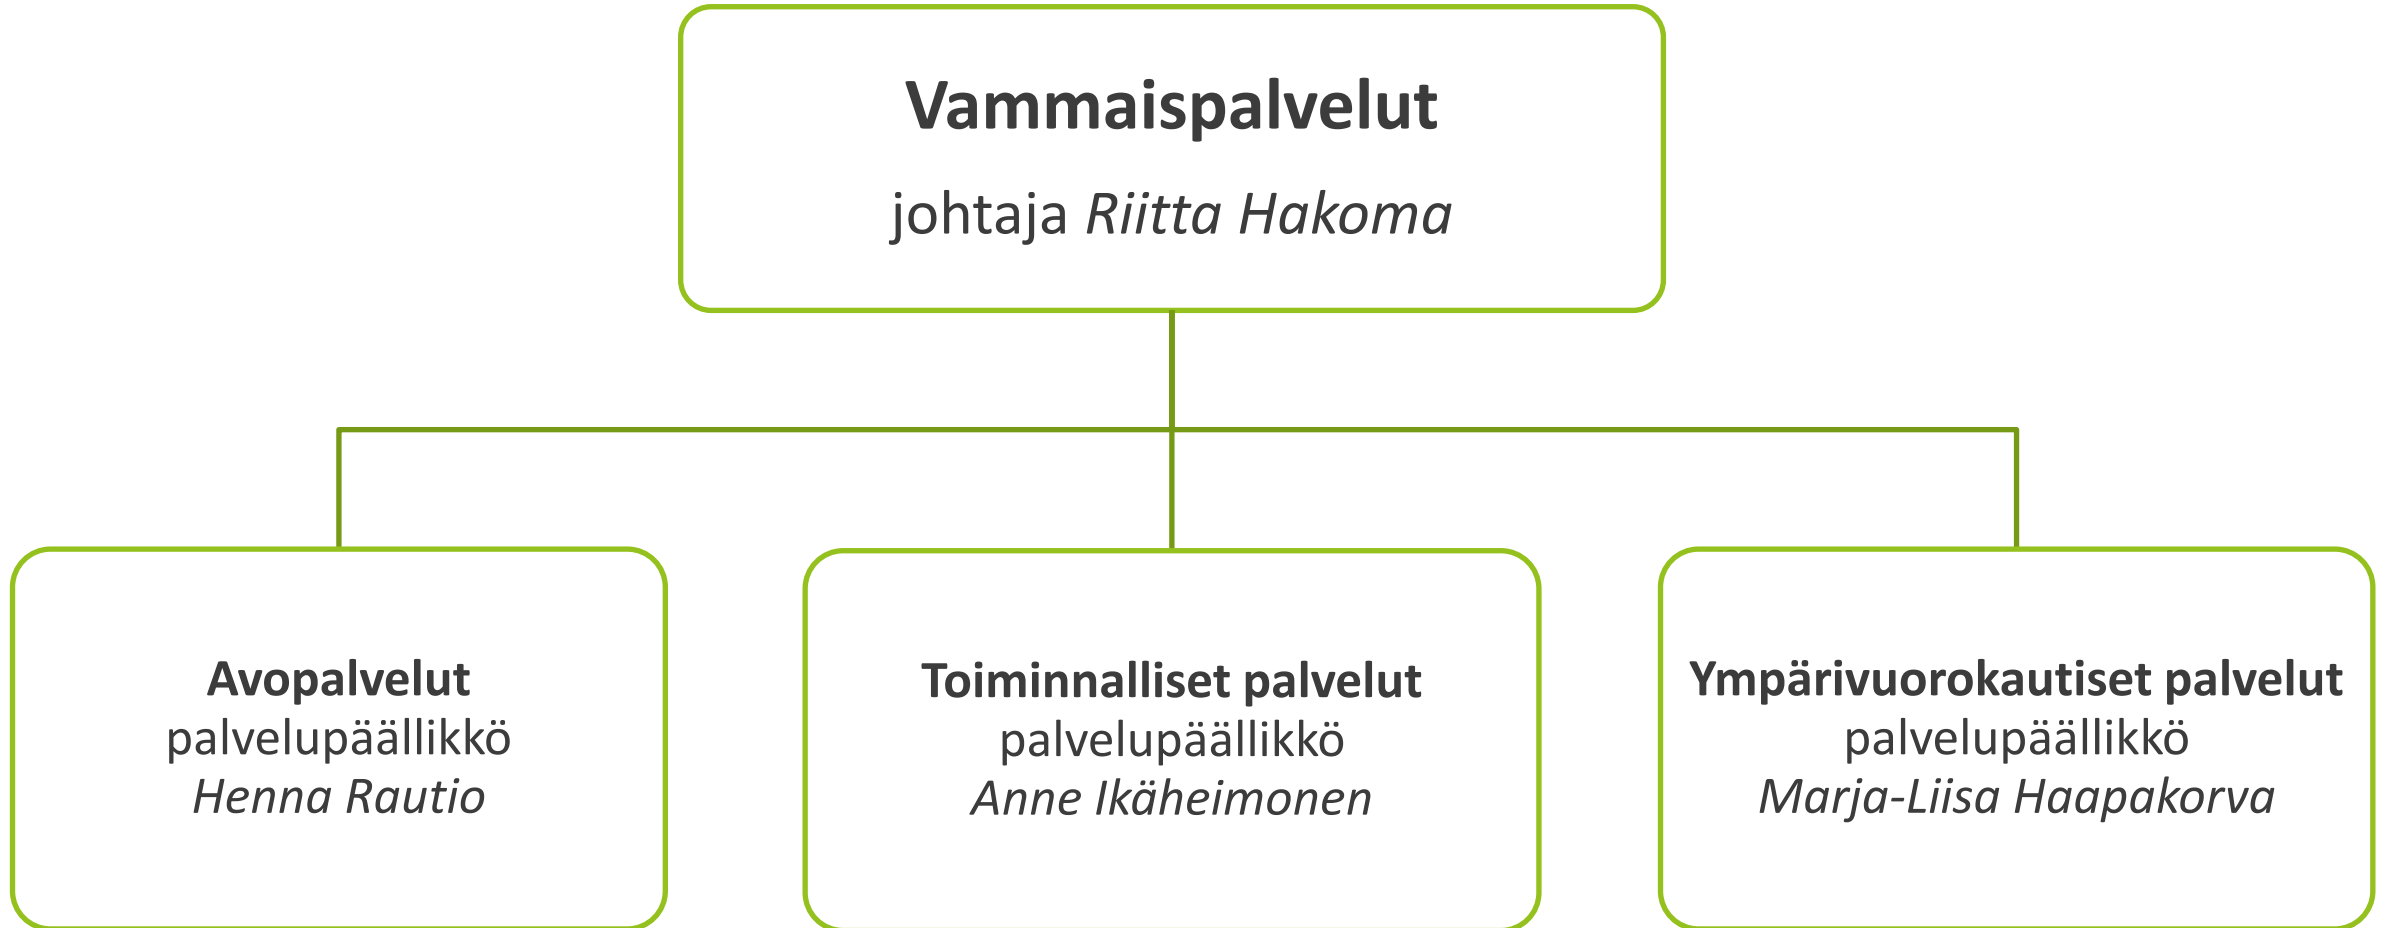 Vammaispalvelut
johtaja Riitta Hakoma
Avopalvelut
palvelupäällikkö
Henna Rautio
Toiminnalliset palvelut
palvelupäällikkö
Anne Ikäheimonen
Ympärivuorokautiset palvelut
palvelupäällikkö
Marja-Liisa Haapakorva